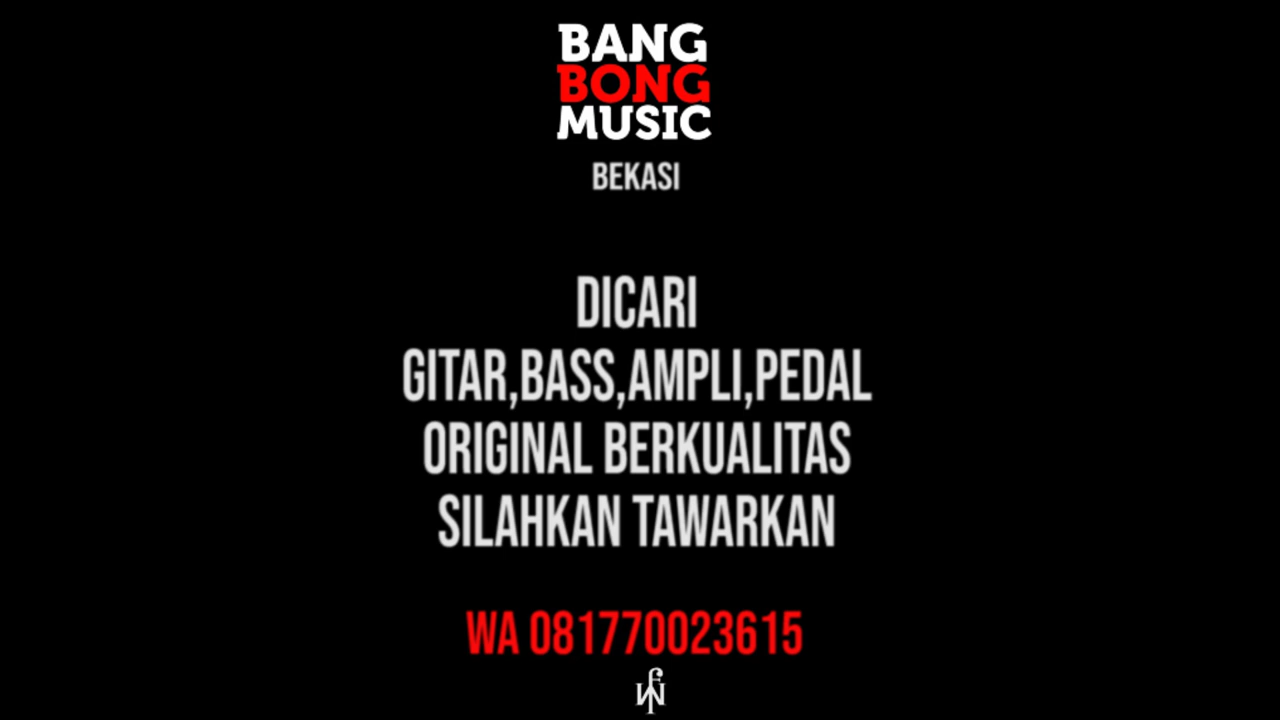 BANG
BONG
MUSIC
BEKASI
DICARI
GITAR,BASS,AMPLI,PEDAL
ORIGINAL BERKUALITAS
SILAHKAN TAWARKAN
WA 081770023615